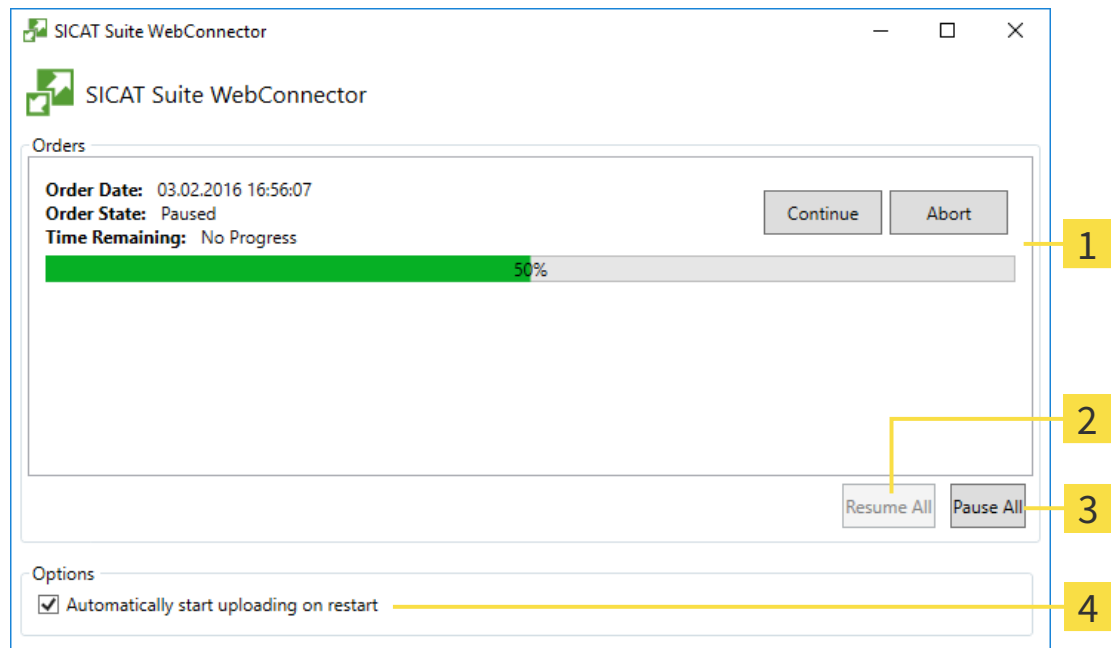 SICAT Suite WebConnector
SICAT Suite WebConnector
Orders
Order Date: 03.02.2016 16:56:07
Order State: Paused
Time Remaining: No Progress
Continue Abort
1
50%
2
Resume All Pause All
3
Options
Automatically start uploading on restart
4